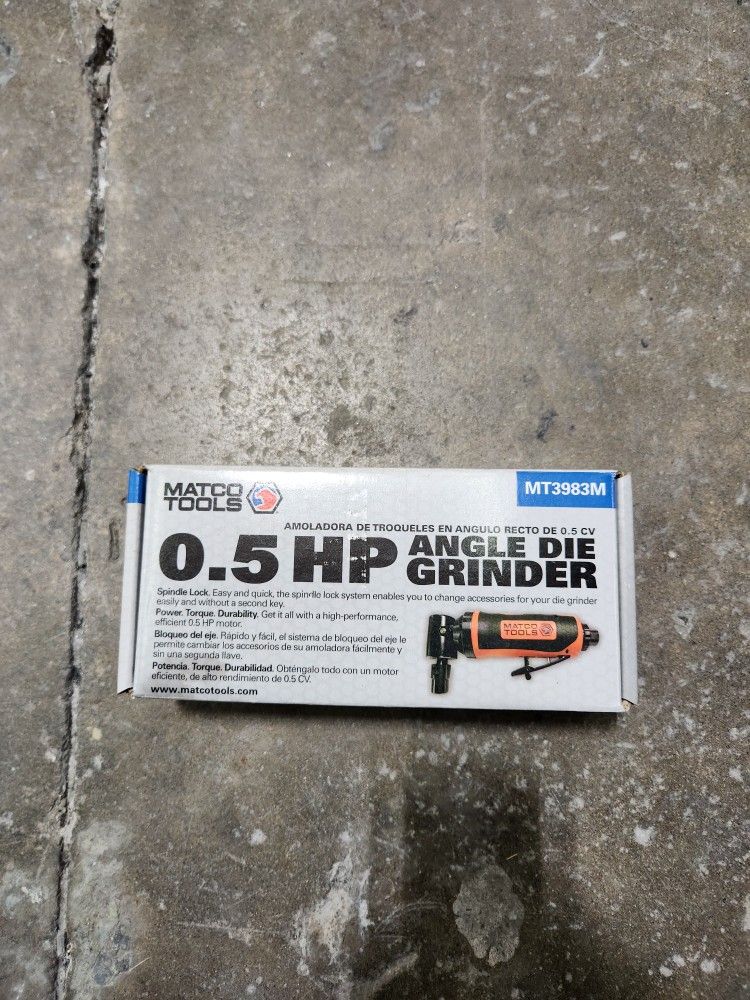 MATCO
TOOLS
MT3983M
AMOLADORA DE TROQUELES EN ANGULO RECTO DE 0.5 CV
0.5 HP ANGLE DIE
GRINDER
Spindle Lock. Easy and quick, the spindle lock system enables you to change accessories for your die grinder
easily and without a second key.
Power. Torque. Durability. Get it all with a high-performance,
efficient 0.5 HP motor.
Bloqueo del eje. Rápido y fácil, el sistema de bloqueo del eje le
permite cambiar los accesorios de su amoladora fácilmente y
sin una segunda llave.
Potencia. Torque. Durabilidad. Obténgalo todo con un motor
eficiente, de alto rendimiento de 0.5 CV.
www.matcotools.com
MATCO
TOOLS